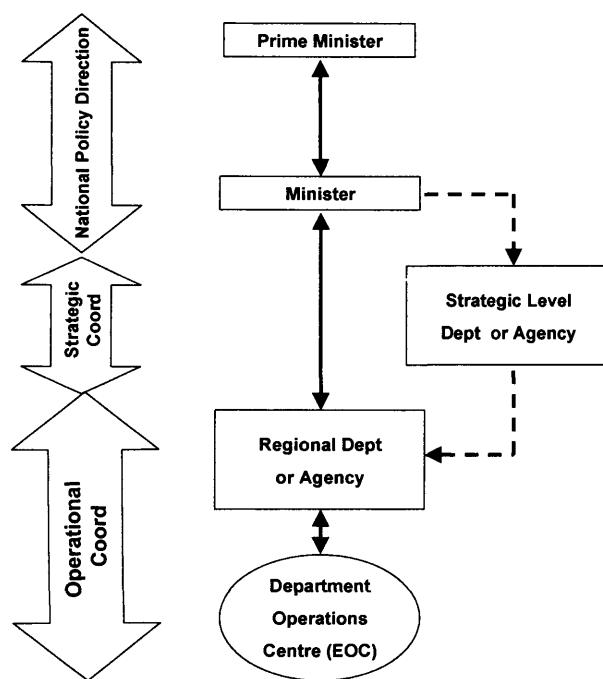 Prime Minister
National Policy Direction
Minister
Strategic
Coord
Strategic Level
Dept or Agency
Regional Dept
or Agency
Operational
Coord
Department
Operations
Centre (EOC)